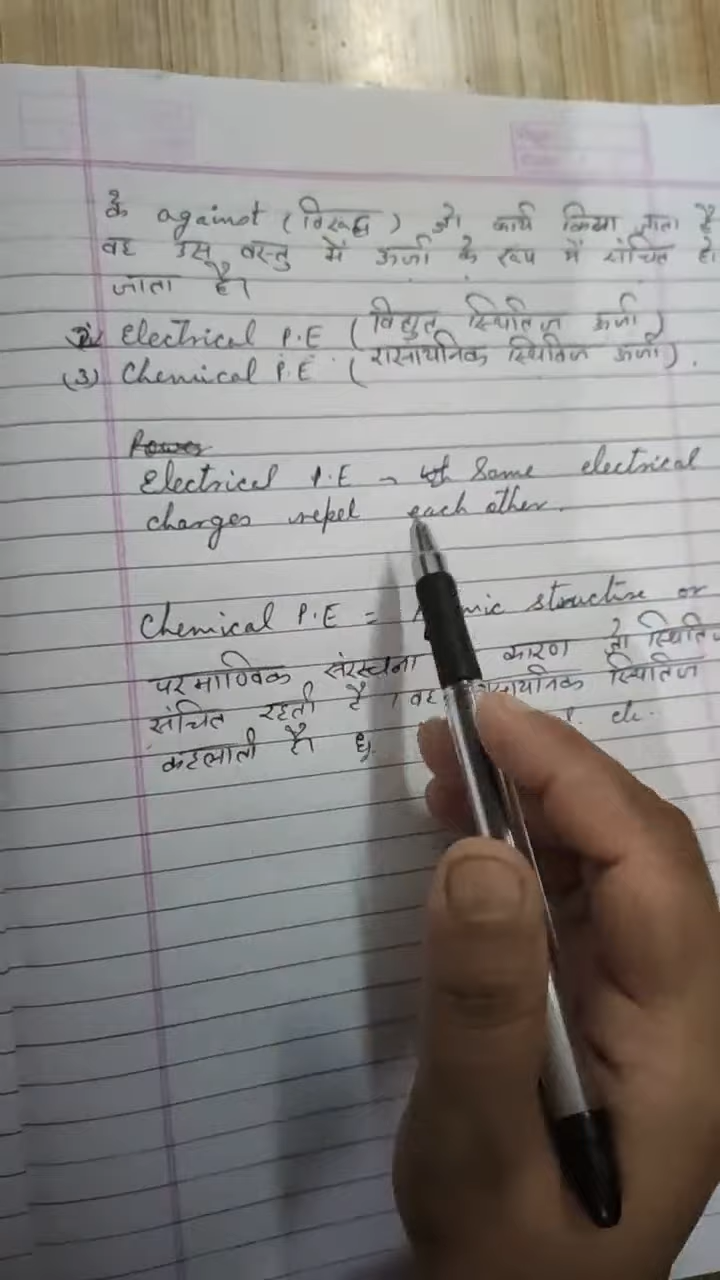 के against (विरूद्ध) जो कार्य किया जाता है
वह उस वस्तु में ऊर्जा के रूप में संचित हो
जाता है।
Electrical P.E (विद्युत स्थितिज ऊर्जा)
(3) Chemical P.E (रासायनिक स्थितिज ऊर्जा).
Power
Electrical P.E → Same electrical
charges repel each other.
Chemical P.E = structure or
परमाण्विक संरचना कारण जो स्थितिज
संचित रहती है। वह रासायनिक स्थितिज
कहलाती है। etc.